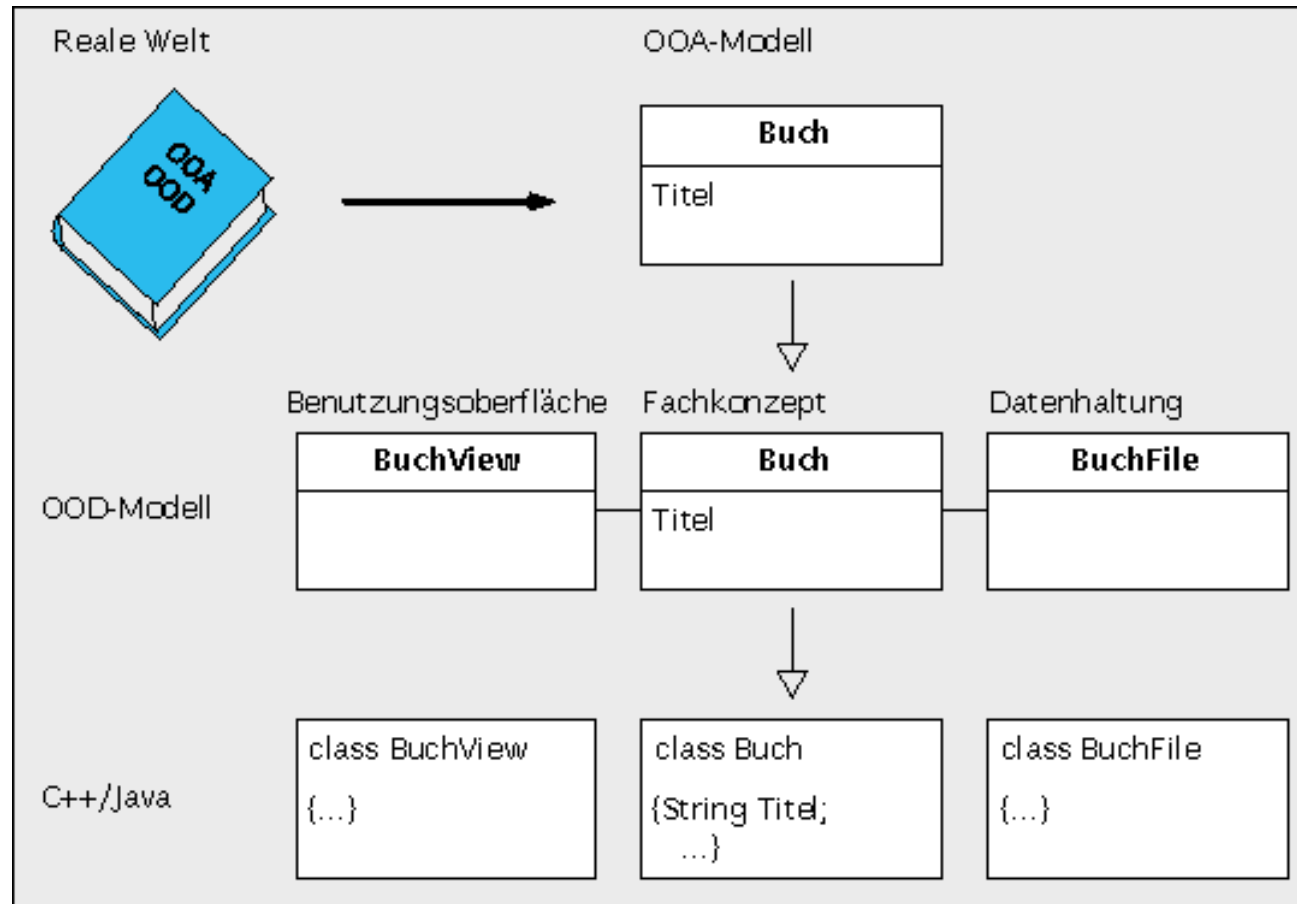 Reale Welt
OOA-Modell
OOA
OOD
Buch
Titel
Benutzungsoberfläche
Fachkonzept
Datenhaltung
OOD-Modell
BuchView
Buch
Titel
BuchFile
C++/Java
class BuchView
{...}
class Buch
{String Titel;
...}
class BuchFile
{...}